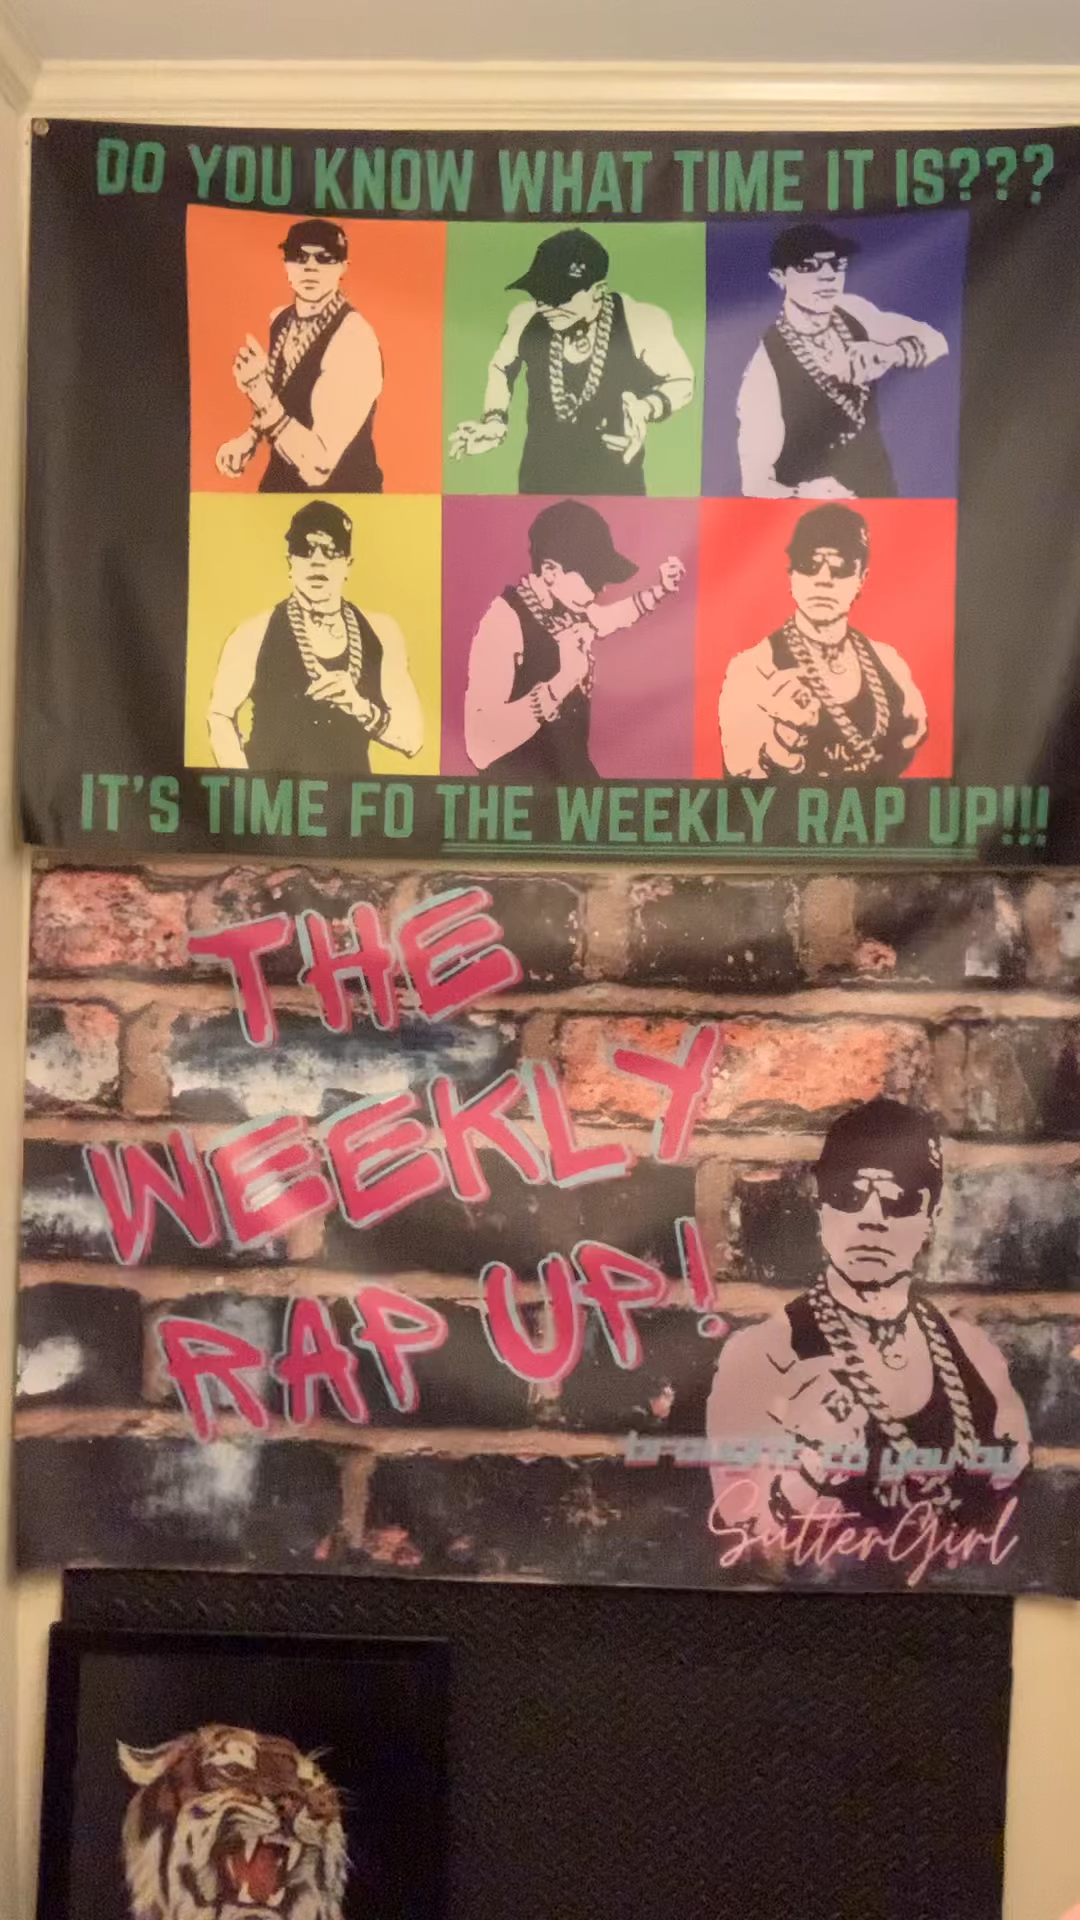 DO YOU KNOW WHAT TIME IT IS???
IT'S TIME FO THE WEEKLY RAP UP!!!
THE
WEEKLY
RAP UP!
brought to you by
SutterGirl